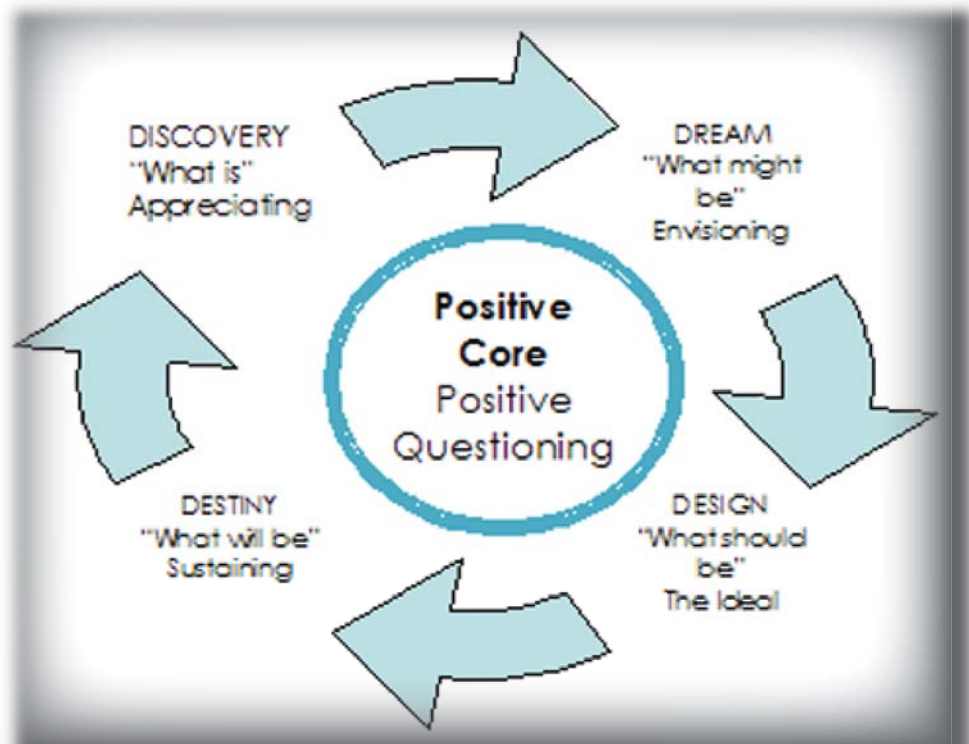 DISCOVERY
"What is"
Appreciating
DREAM
"What might
be"
Envisioning
Positive
Core
Positive
Questioning
DESTINY
"What will be"
Sustaining
DESIGN
"What should
be"
The Ideal